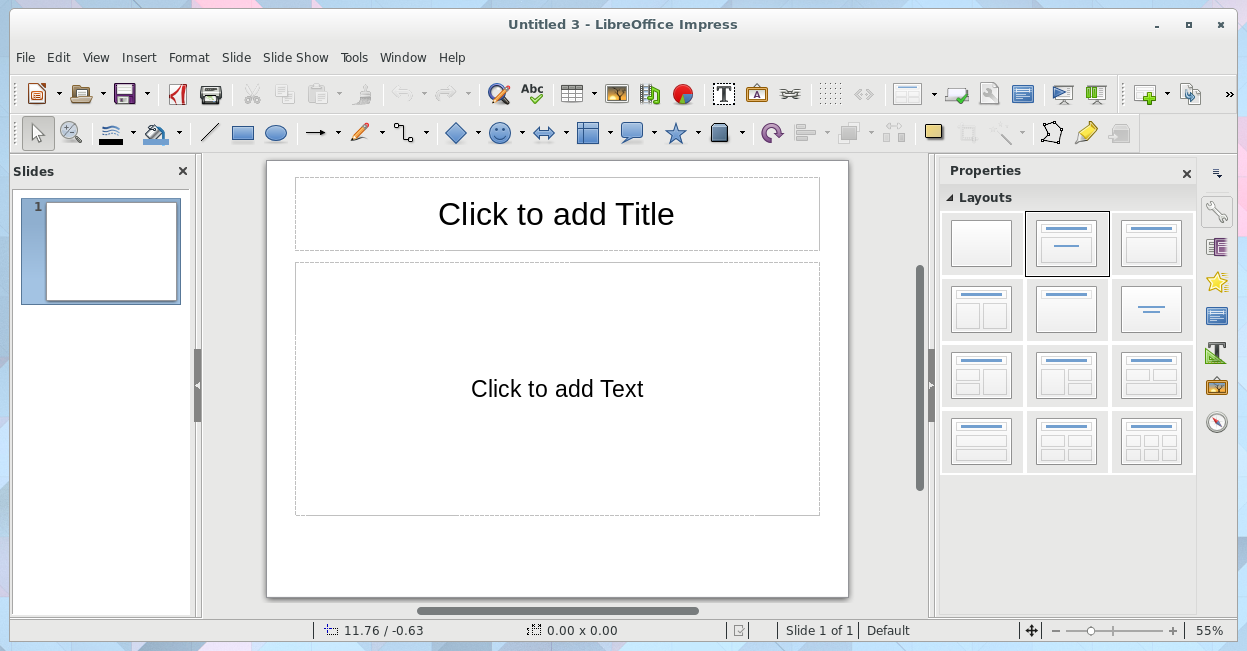 Untitled 3 - LibreOffice Impress
File Edit View Insert Format Slide Slide Show Tools Window Help
Abc
T
A
»
Slides
1
Click to add Title
Click to add Text
Properties
Layouts
11.76 / -0.63
0.00 x 0.00
Slide 1 of 1
Default
55%